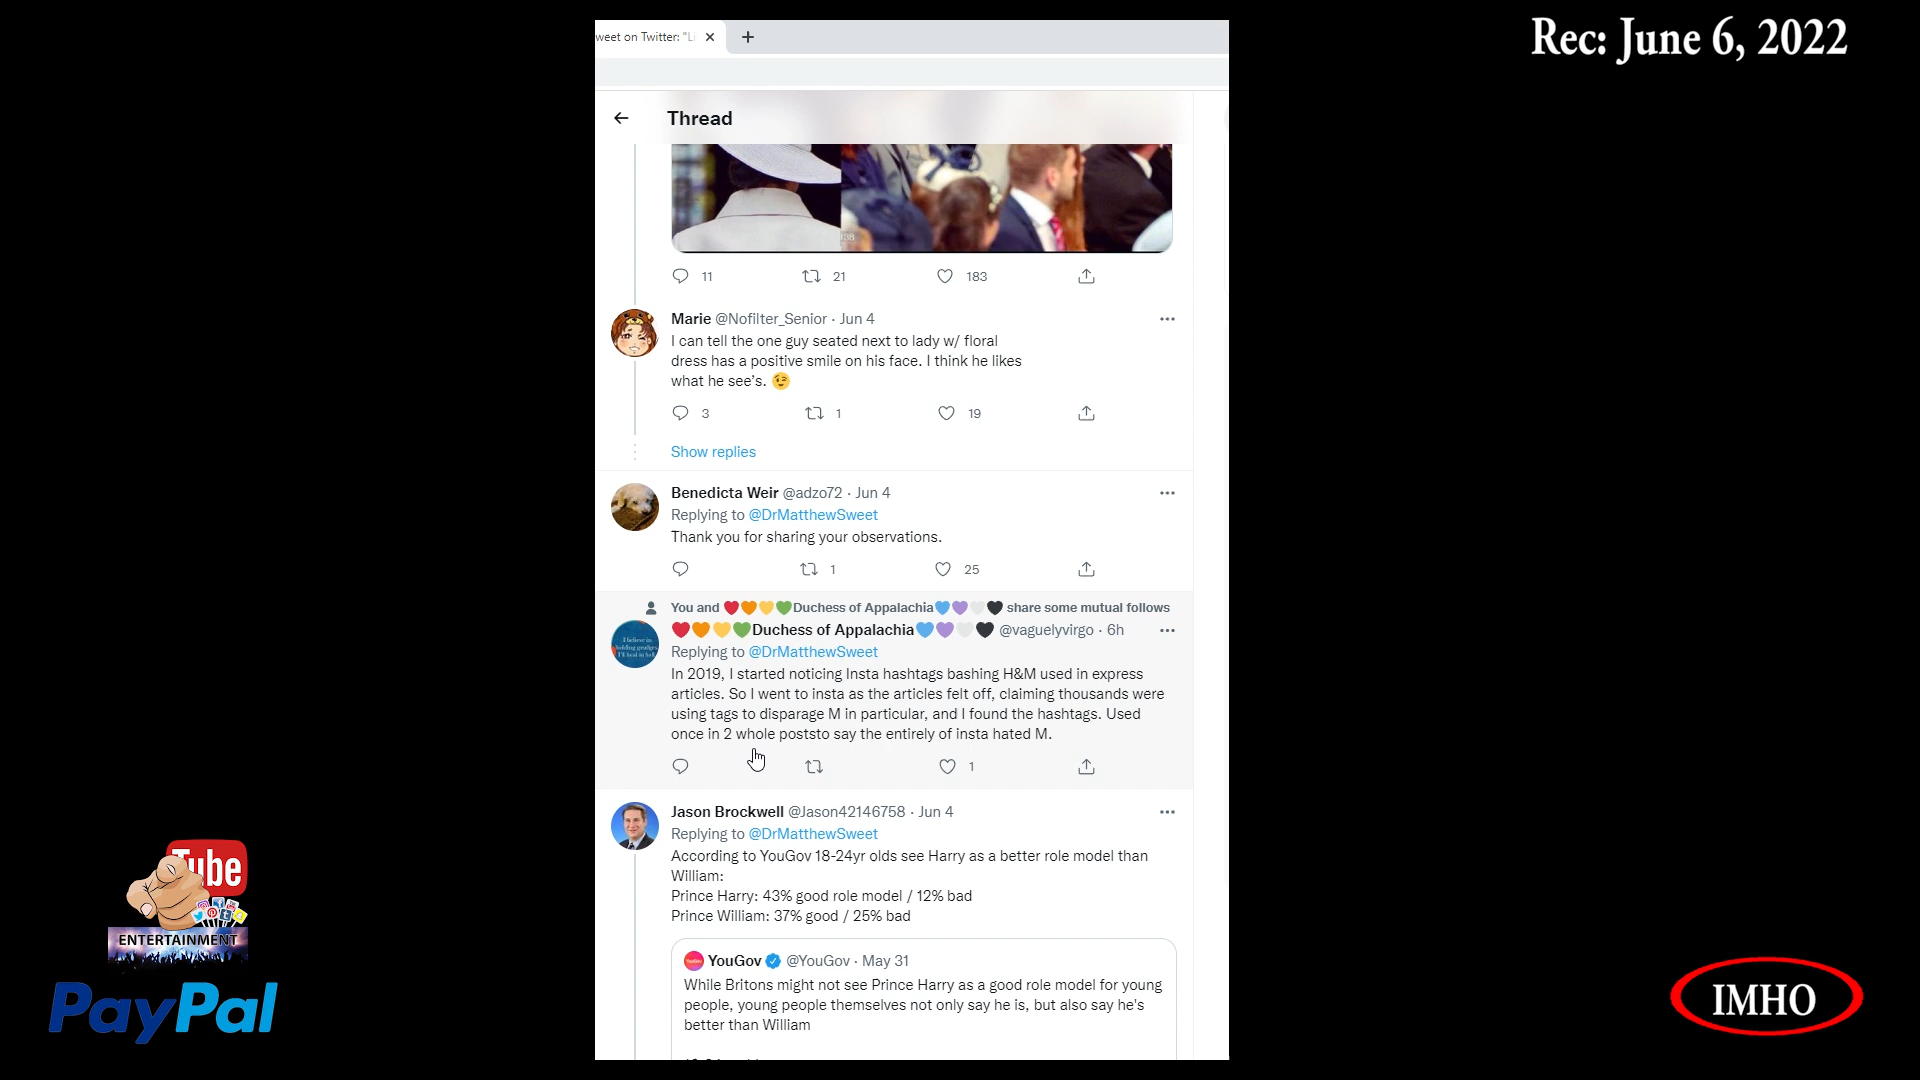 Rec: June 6, 2022
weet on Twitter: "Li
Thread
11 21 183
Marie @Nofilter_Senior · Jun 4
I can tell the one guy seated next to lady w/ floral
dress has a positive smile on his face. I think he likes
what he see's. 😉
3 1 19
Show replies
Benedicta Weir @adzo72 · Jun 4
Replying to @DrMatthewSweet
Thank you for sharing your observations.
1 25
You and ❤️🧡💛💚Duchess of Appalachia💙💜🤍🖤 share some mutual follows
❤️🧡💛💚Duchess of Appalachia💙💜🤍🖤 @vaguelyvirgo · 6h
Replying to @DrMatthewSweet
In 2019, I started noticing Insta hashtags bashing H&M used in express
articles. So I went to insta as the articles felt off, claiming thousands were
using tags to disparage M in particular, and I found the hashtags. Used
once in 2 whole poststo say the entirely of insta hated M.
1
I believe in
holding grudges
I'll heal in hell
Jason Brockwell @Jason42146758 · Jun 4
Replying to @DrMatthewSweet
According to YouGov 18-24yr olds see Harry as a better role model than
William:
Prince Harry: 43% good role model / 12% bad
Prince William: 37% good / 25% bad
YouGov @YouGov · May 31
While Britons might not see Prince Harry as a good role model for young
people, young people themselves not only say he is, but also say he's
better than William
Tube
ENTERTAINMENT
PayPal
IMHO